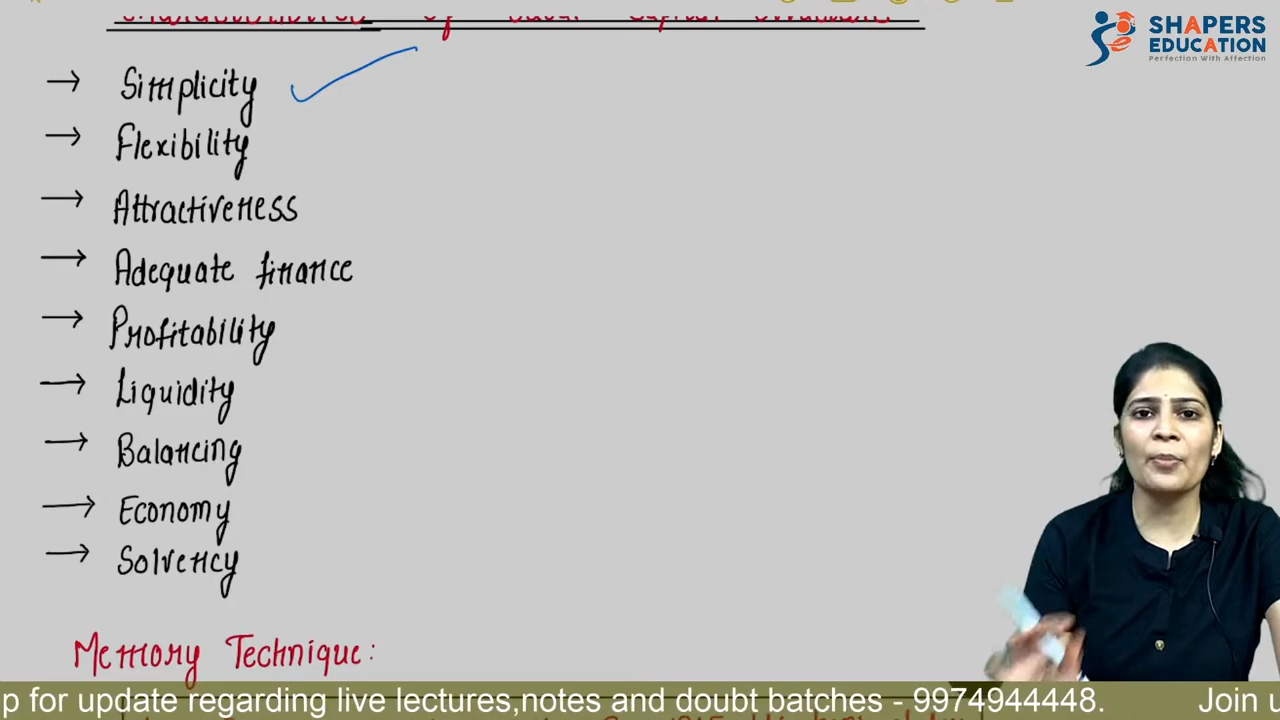 SHAPERS
EDUCATION
Perfection With Affection
→ Simplicity ✓
→ Flexibility
→ Attractiveness
→ Adequate finance
→ Profitability
→ Liquidity
→ Balancing
→ Economy
→ Solvency
Memory Technique:
p for update regarding live lectures,notes and doubt batches - 9974944448. Join u